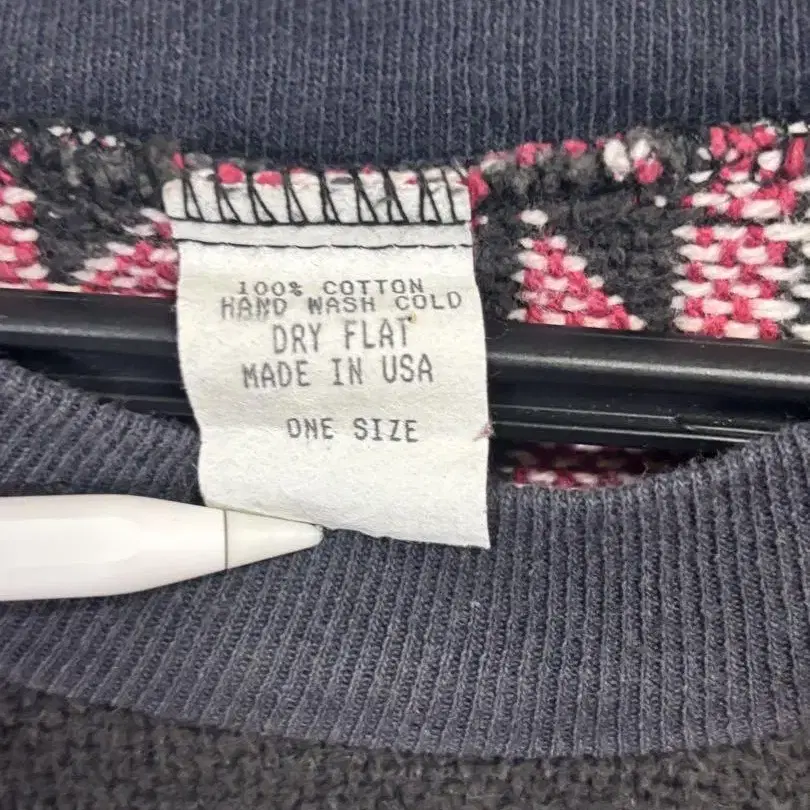 100% COTTON
HAND WASH COLD
DRY FLAT
MADE IN USA
ONE SIZE